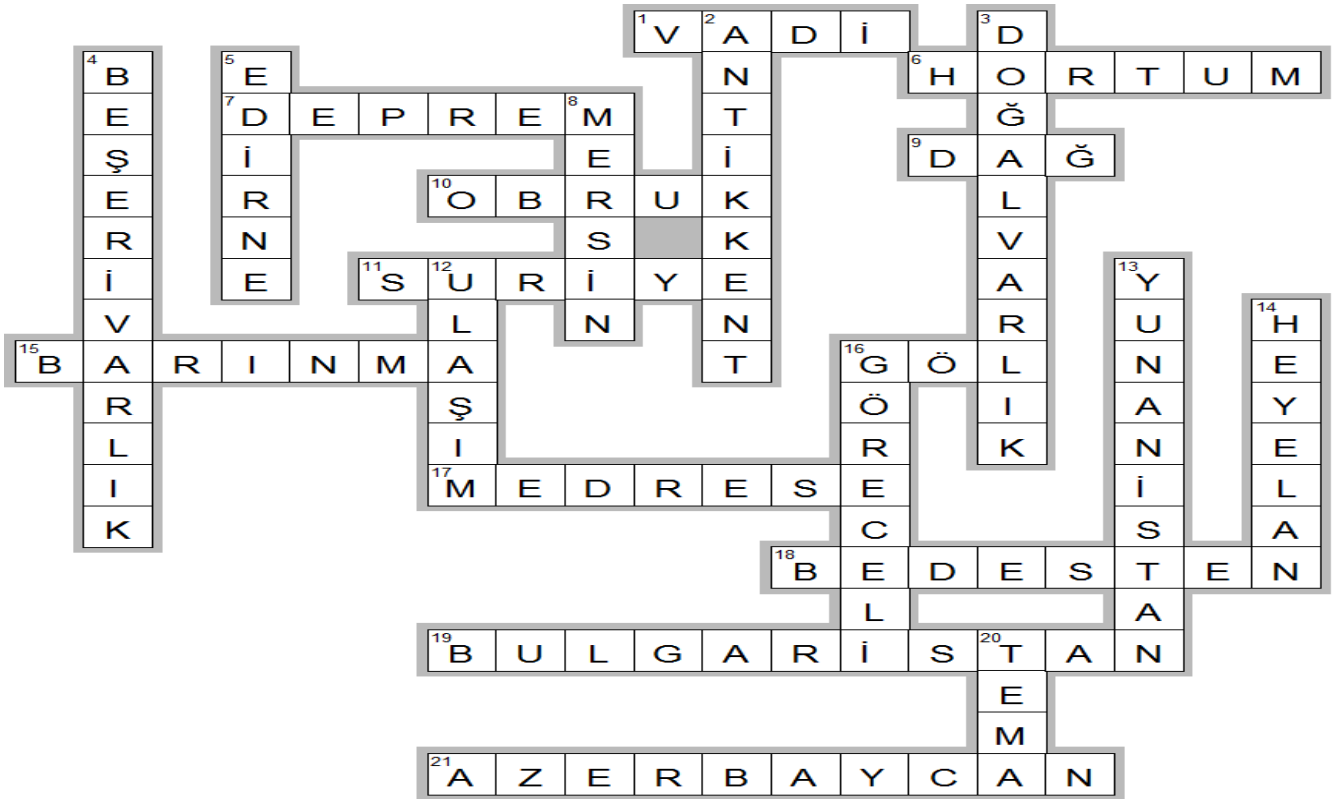 1 VADİ
2 ANTİKKENT
3 DOĞALVARLIK
4 BEŞERİVARLIK
5 EDİRNE
6 HORTUM
7 DEPREM
8 MERSİN
9 DAĞ
10 OBRUK
11 SURİYE
12 ULAŞIM
13 YUNANİSTAN
14 HEYELAN
15 BARINMA
16 GÖL
16 GÖRECELİ
17 MEDRESE
18 BEDESTEN
19 BULGARİSTAN
20 TEMA
21 AZERBAYCAN